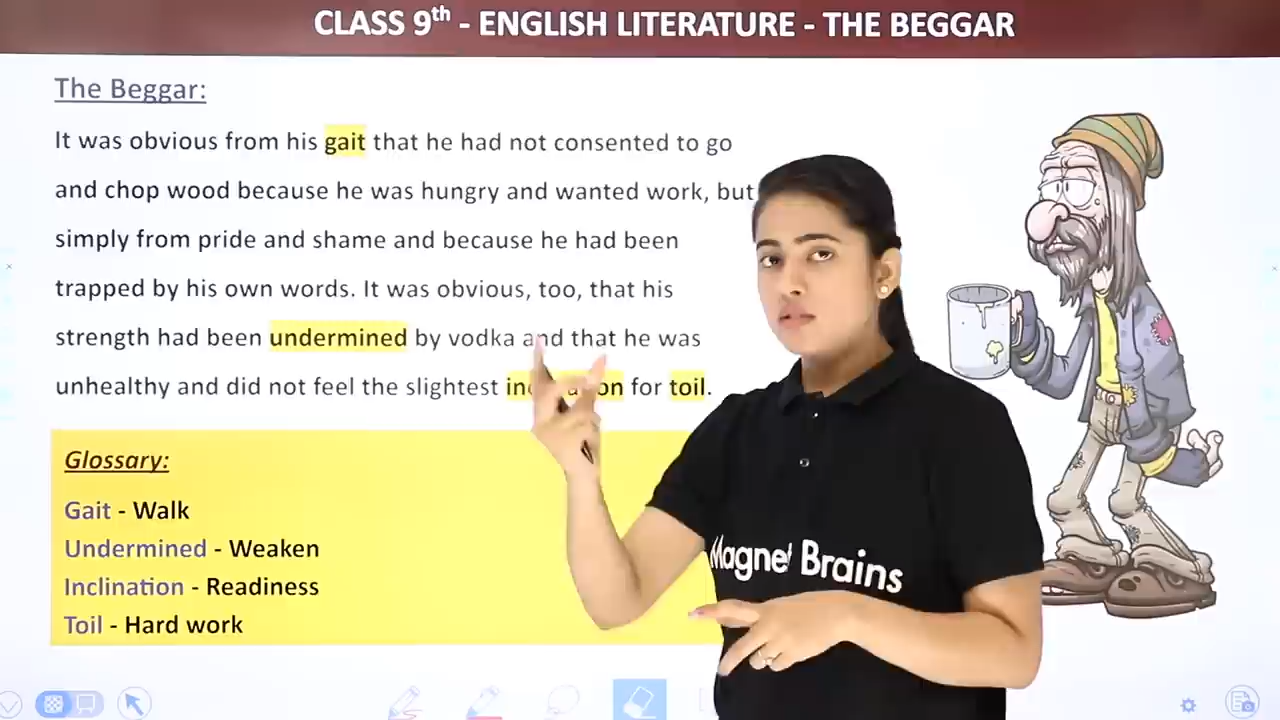 CLASS 9th - ENGLISH LITERATURE - THE BEGGAR
The Beggar:
It was obvious from his gait that he had not consented to go
and chop wood because he was hungry and wanted work, but
simply from pride and shame and because he had been
trapped by his own words. It was obvious, too, that his
strength had been undermined by vodka and that he was
unhealthy and did not feel the slightest for toil.
Glossary:
Gait - Walk
Undermined - Weaken
Inclination - Readiness
Toil - Hard work
Magnet Brains